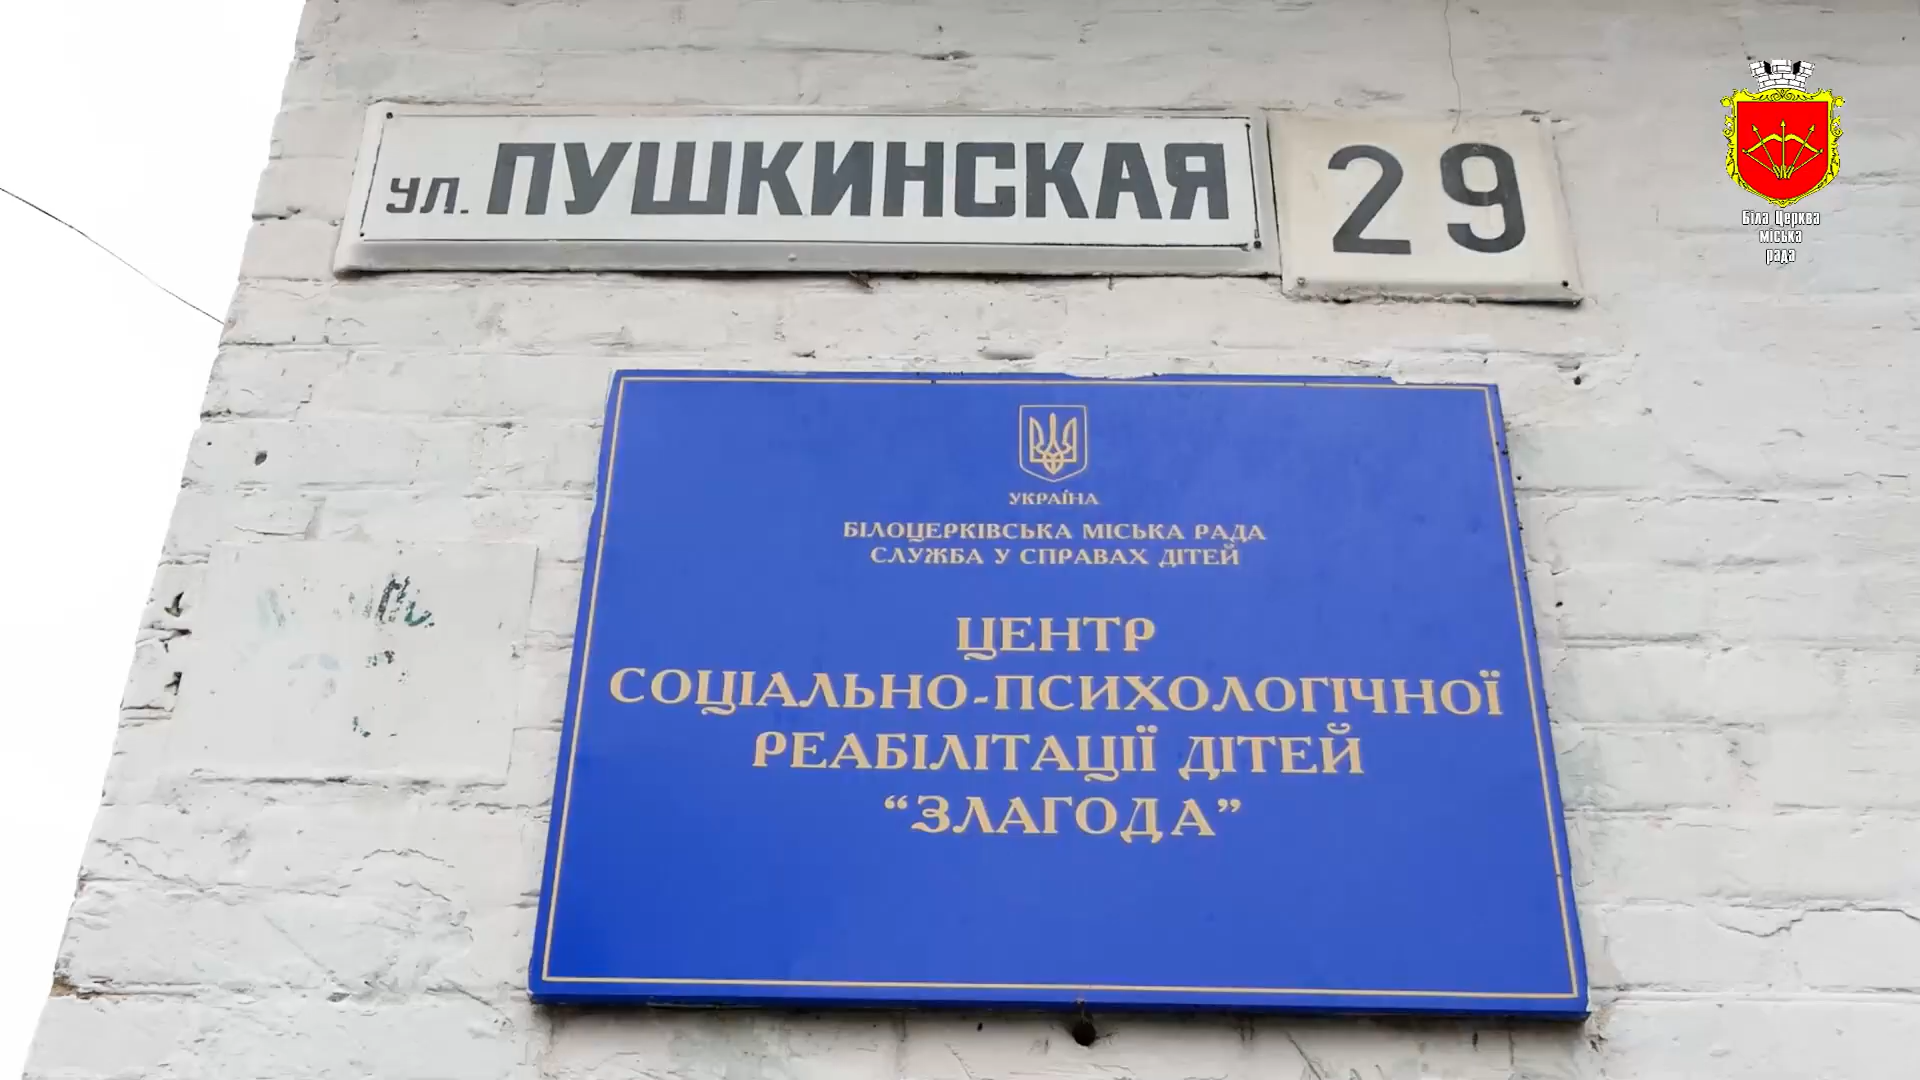 ул. ПУШКИНСКАЯ 29
Біла Церква
міська
рада
УКРАЇНА
БІЛОЦЕРКІВСЬКА МІСЬКА РАДА
СЛУЖБА У СПРАВАХ ДІТЕЙ
ЦЕНТР
СОЦІАЛЬНО-ПСИХОЛОГІЧНОЇ
РЕАБІЛІТАЦІЇ ДІТЕЙ
“ЗЛАГОДА”